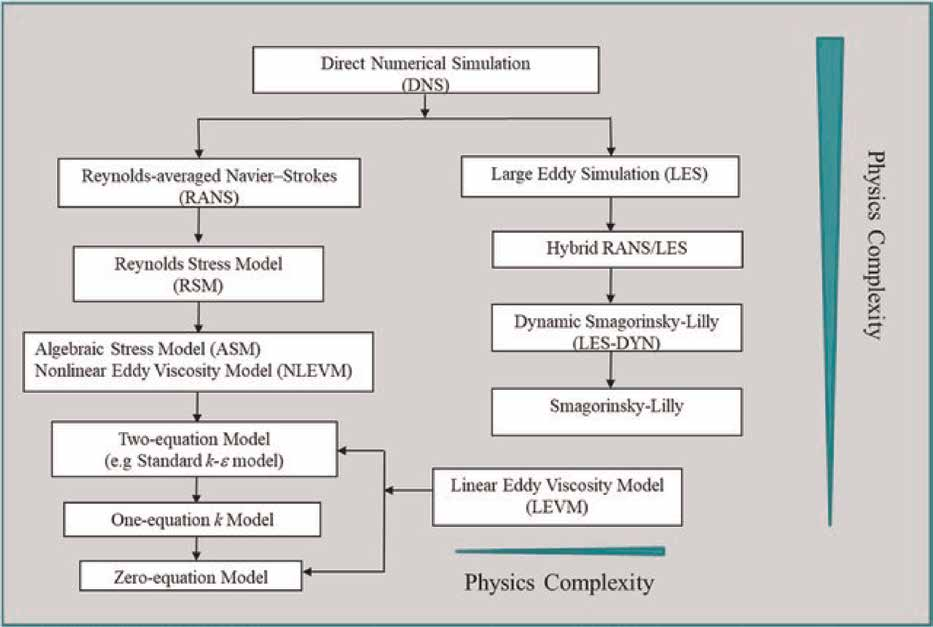 Direct Numerical Simulation
(DNS)
Reynolds-averaged Navier–Strokes
(RANS)
Large Eddy Simulation (LES)
Reynolds Stress Model
(RSM)
Hybrid RANS/LES
Algebraic Stress Model (ASM)
Nonlinear Eddy Viscosity Model (NLEVM)
Dynamic Smagorinsky-Lilly
(LES-DYN)
Smagorinsky-Lilly
Two-equation Model
(e.g Standard k-ε model)
Linear Eddy Viscosity Model
(LEVM)
One-equation k Model
Zero-equation Model
Physics Complexity
Physics Complexity